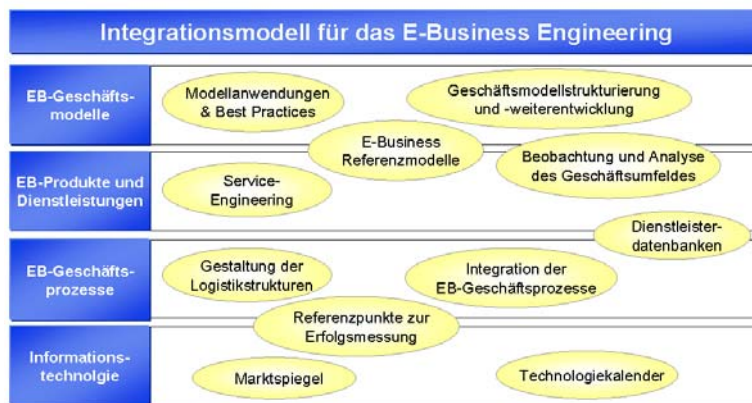 Integrationsmodell für das E-Business Engineering
EB-Geschäfts-
modelle
Modellanwendungen
& Best Practices
Geschäftsmodellstrukturierung
und -weiterentwicklung
E-Business
Referenzmodelle
Beobachtung und Analyse
des Geschäftsumfeldes
EB-Produkte und
Dienstleistungen
Service-
Engineering
Dienstleister-
datenbanken
EB-Geschäfts-
prozesse
Gestaltung der
Logistikstrukturen
Integration der
EB-Geschäftsprozesse
Referenzpunkte zur
Erfolgsmessung
Informations-
technolgie
Marktspiegel
Technologiekalender